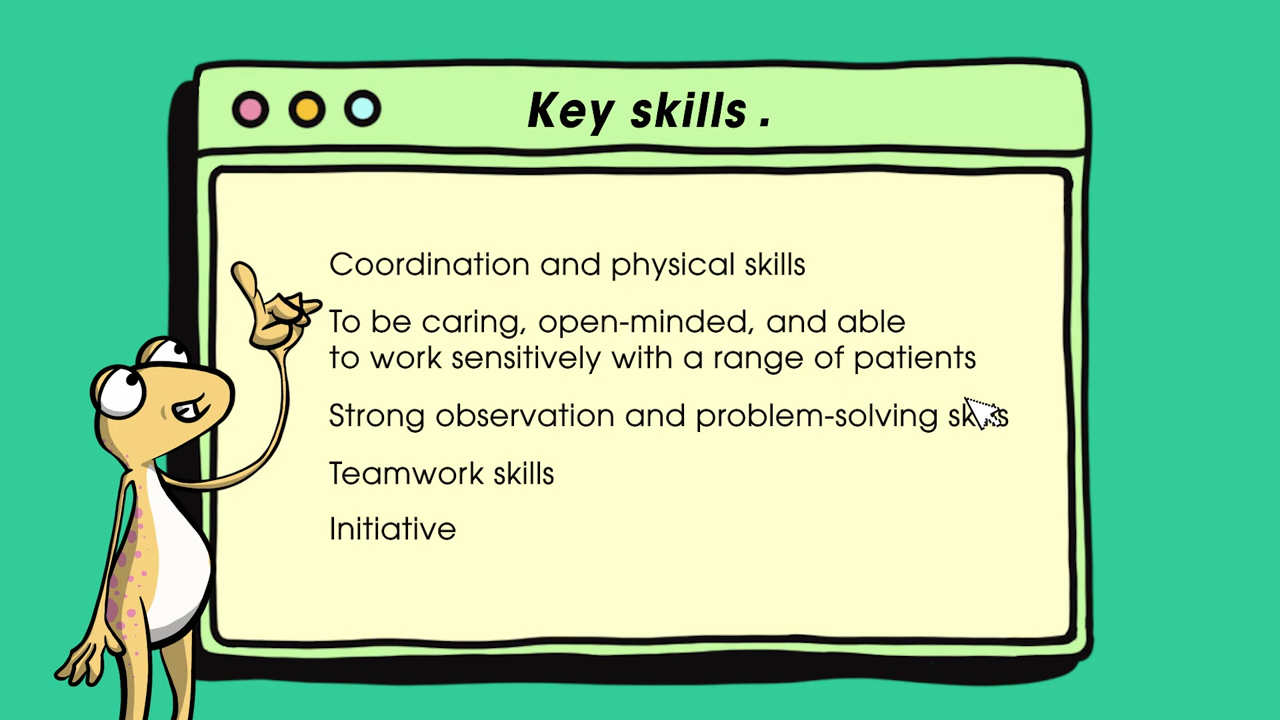 Key skills.
Coordination and physical skills
To be caring, open-minded, and able
to work sensitively with a range of patients
Strong observation and problem-solving skills
Teamwork skills
Initiative